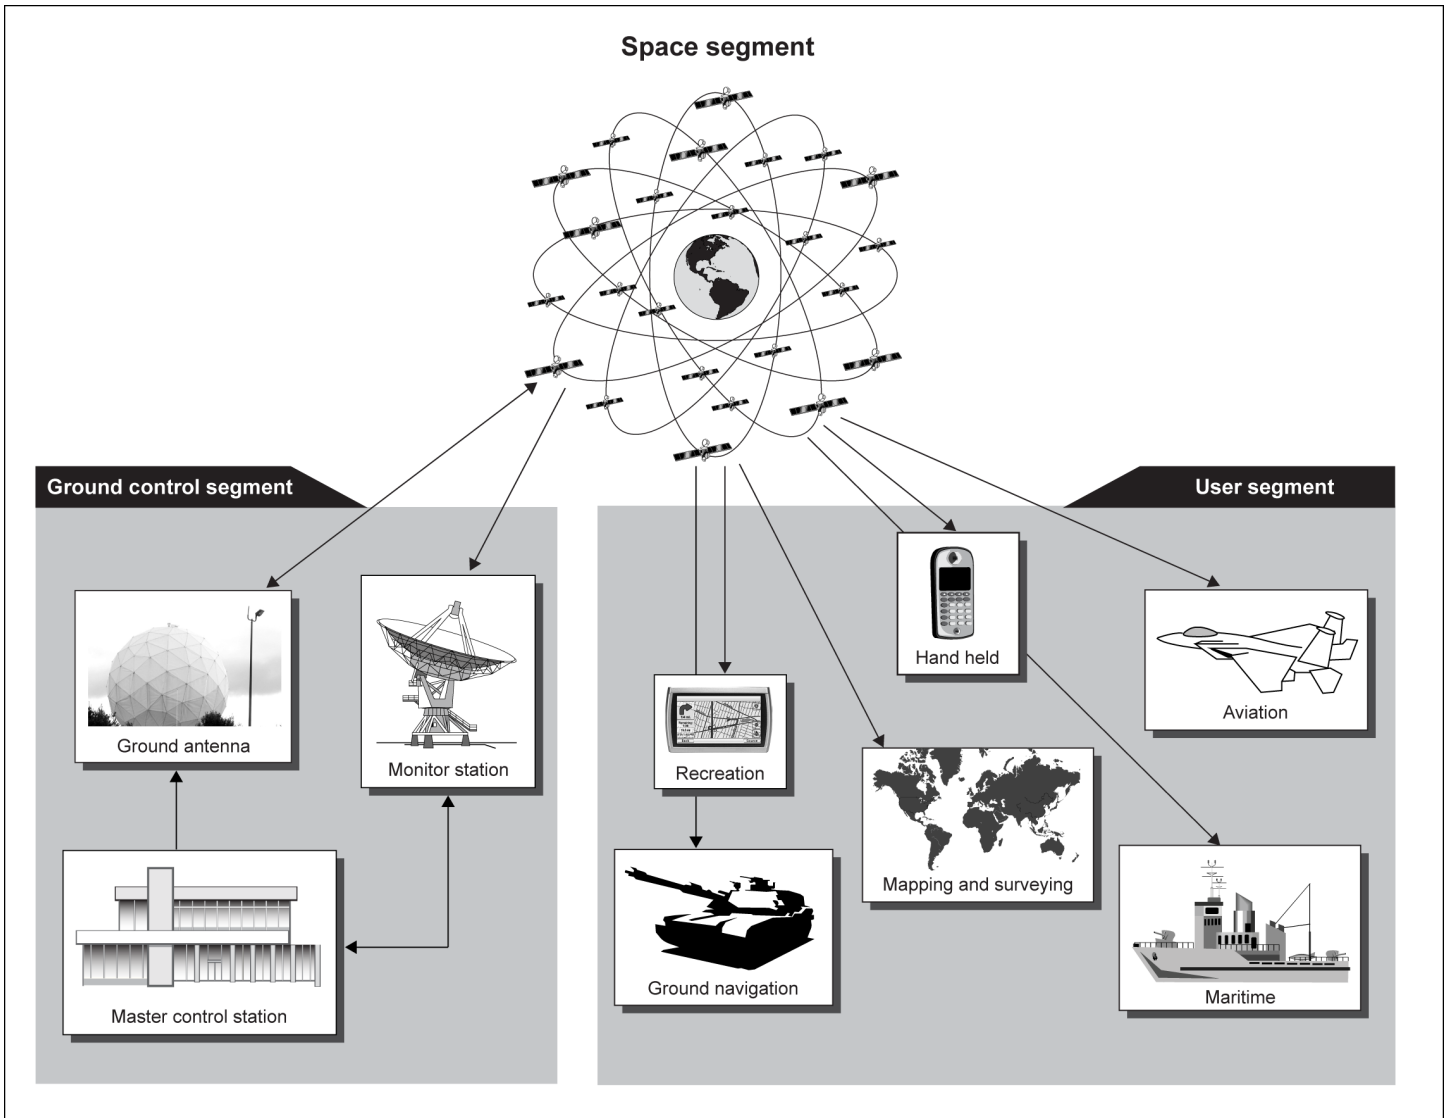 Space segment
Ground control segment
User segment
Ground antenna
Monitor station
Master control station
Recreation
Ground navigation
Mapping and surveying
Hand held
Aviation
Maritime